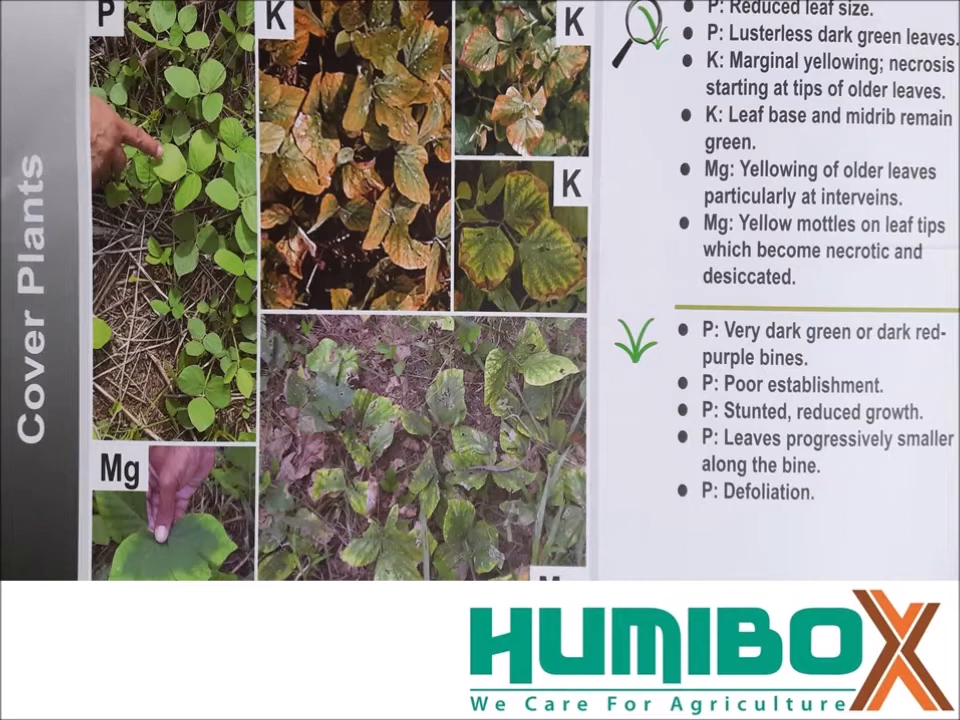 Cover Plants
P
K
K
K
Mg
P: Reduced leaf size.
P: Lusterless dark green leaves.
K: Marginal yellowing; necrosis
starting at tips of older leaves.
K: Leaf base and midrib remain
green.
Mg: Yellowing of older leaves
particularly at interveins.
Mg: Yellow mottles on leaf tips
which become necrotic and
desiccated.
P: Very dark green or dark red-
purple bines.
P: Poor establishment.
P: Stunted, reduced growth.
P: Leaves progressively smaller
along the bine.
P: Defoliation.
HUMIBOX
We Care For Agriculture